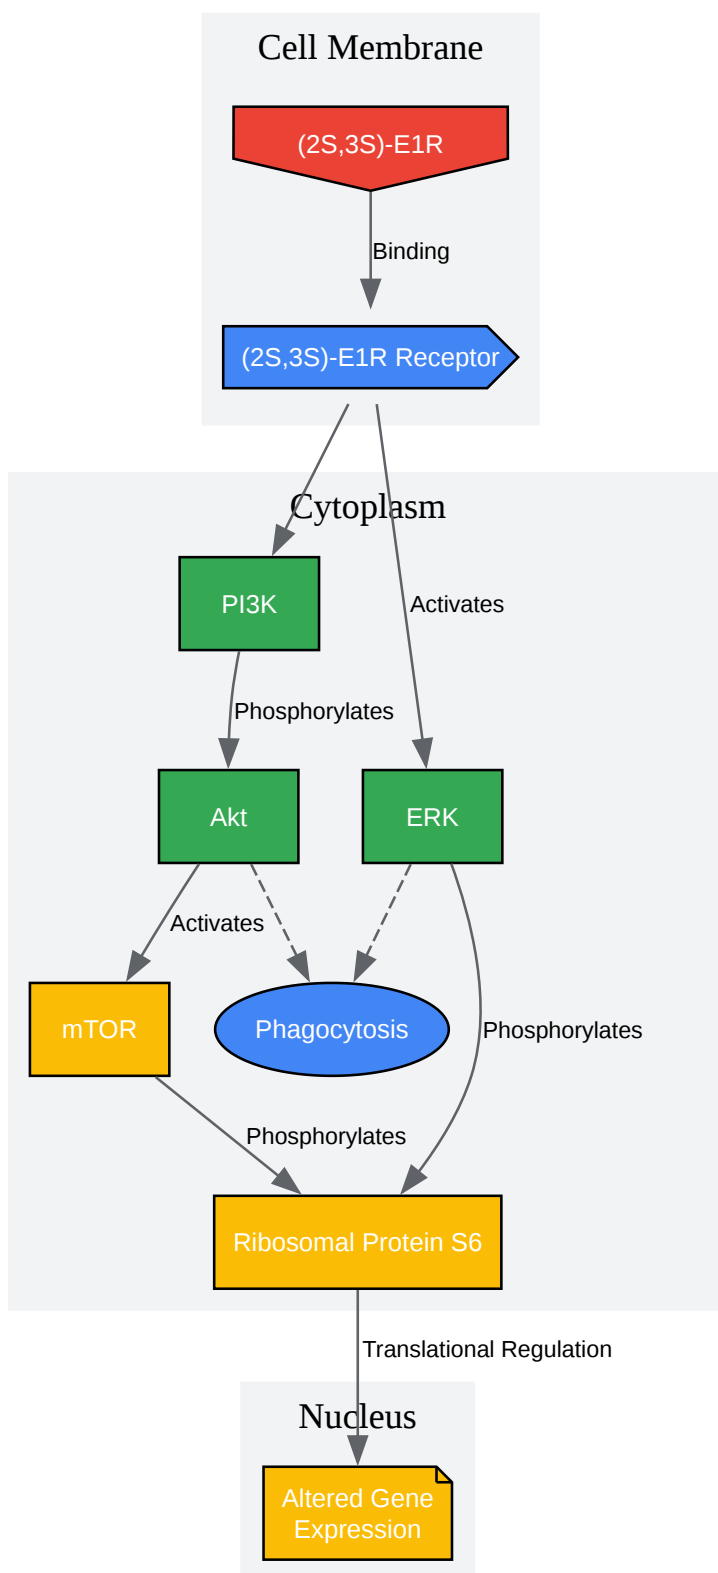 Cell Membrane
(2S,3S)-E1R
Binding
(2S,3S)-E1R Receptor
Cytoplasm
PI3K
Activates
Phosphorylates
Akt
ERK
Activates
mTOR
Phagocytosis
Phosphorylates
Phosphorylates
Ribosomal Protein S6
Translational Regulation
Nucleus
Altered Gene
Expression